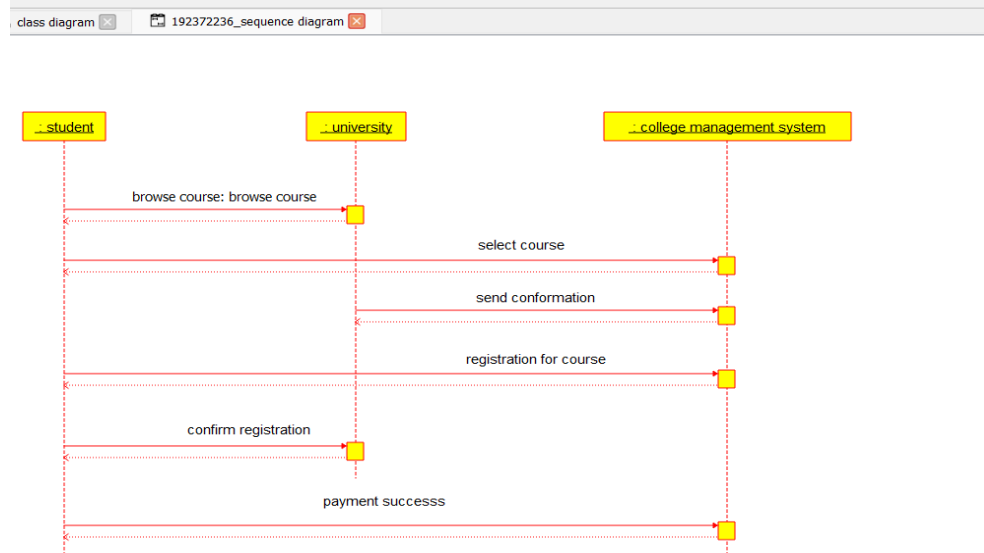 class diagram
192372236_sequence diagram
_: student
_: university
_: college management system
browse course: browse course
select course
send conformation
registration for course
confirm registration
payment successs